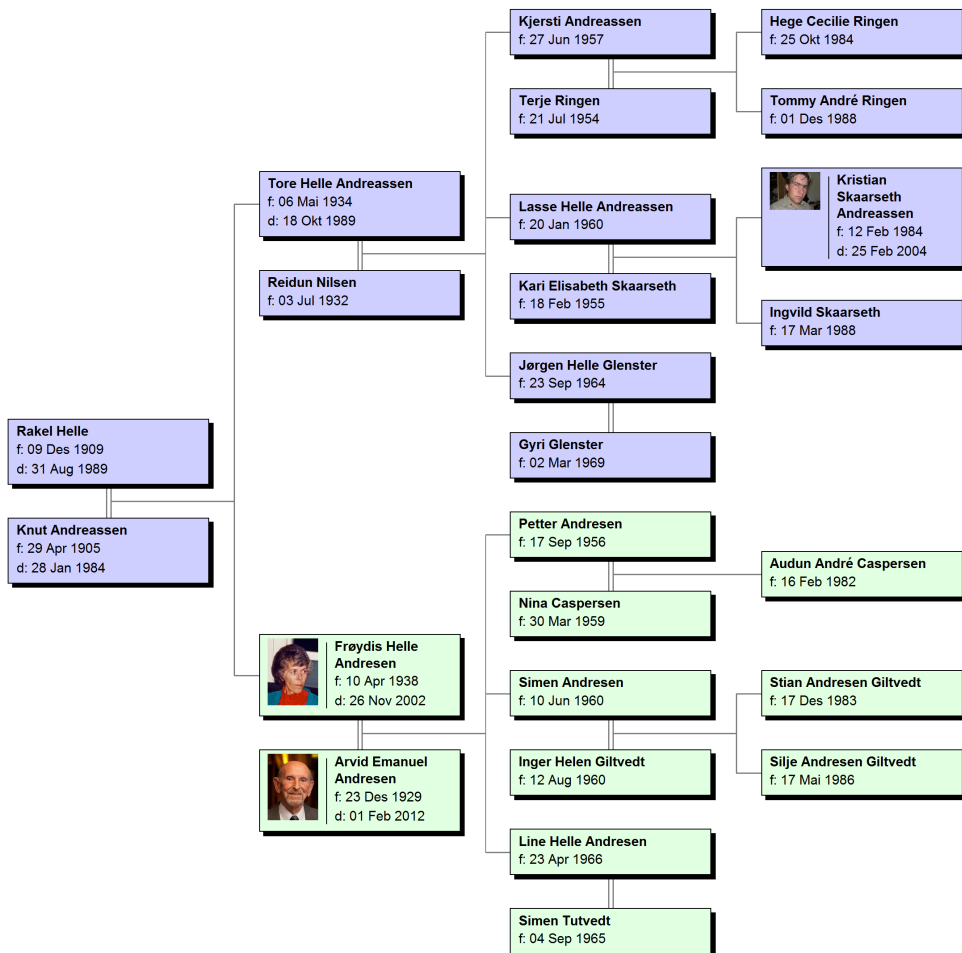 Kjersti Andreassen
f: 27 Jun 1957
Terje Ringen
f: 21 Jul 1954
Hege Cecilie Ringen
f: 25 Okt 1984
Tommy André Ringen
f: 01 Des 1988
Tore Helle Andreassen
f: 06 Mai 1934
d: 18 Okt 1989
Reidun Nilsen
f: 03 Jul 1932
Lasse Helle Andreassen
f: 20 Jan 1960
Kari Elisabeth Skaarseth
f: 18 Feb 1955
Kristian
Skaarseth
Andreassen
f: 12 Feb 1984
d: 25 Feb 2004
Ingvild Skaarseth
f: 17 Mar 1988
Jørgen Helle Glenster
f: 23 Sep 1964
Gyri Glenster
f: 02 Mar 1969
Rakel Helle
f: 09 Des 1909
d: 31 Aug 1989
Knut Andreassen
f: 29 Apr 1905
d: 28 Jan 1984
Petter Andresen
f: 17 Sep 1956
Nina Caspersen
f: 30 Mar 1959
Audun André Caspersen
f: 16 Feb 1982
Frøydis Helle
Andresen
f: 10 Apr 1938
d: 26 Nov 2002
Arvid Emanuel
Andresen
f: 23 Des 1929
d: 01 Feb 2012
Simen Andresen
f: 10 Jun 1960
Inger Helen Giltvedt
f: 12 Aug 1960
Stian Andresen Giltvedt
f: 17 Des 1983
Silje Andresen Giltvedt
f: 17 Mai 1986
Line Helle Andresen
f: 23 Apr 1966
Simen Tutvedt
f: 04 Sep 1965